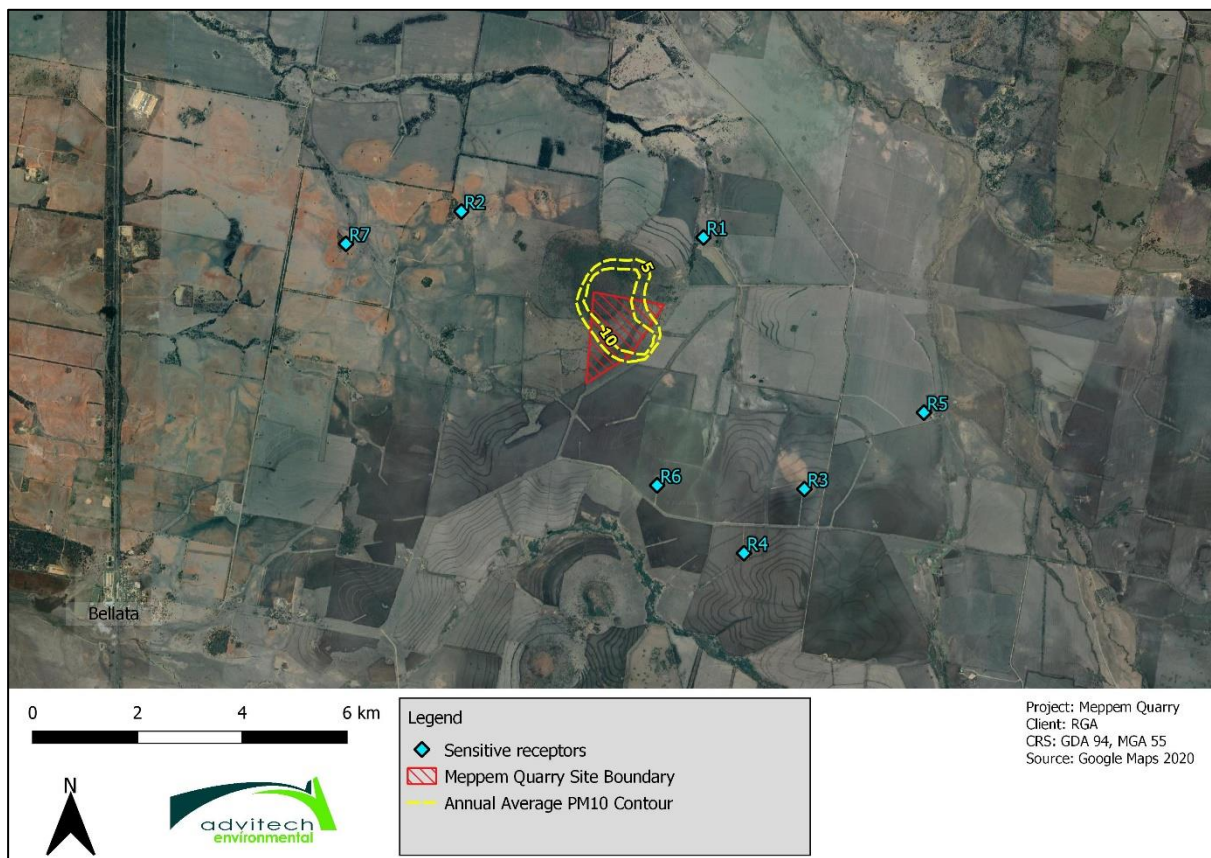 R2
R1
R7
5
10
R5
R6
R3
R4
Bellata
0 2 4 6 km
N
advitech
environmental
Legend
Sensitive receptors
Meppem Quarry Site Boundary
Annual Average PM10 Contour
Project: Meppem Quarry
Client: RGA
CRS: GDA 94, MGA 55
Source: Google Maps 2020